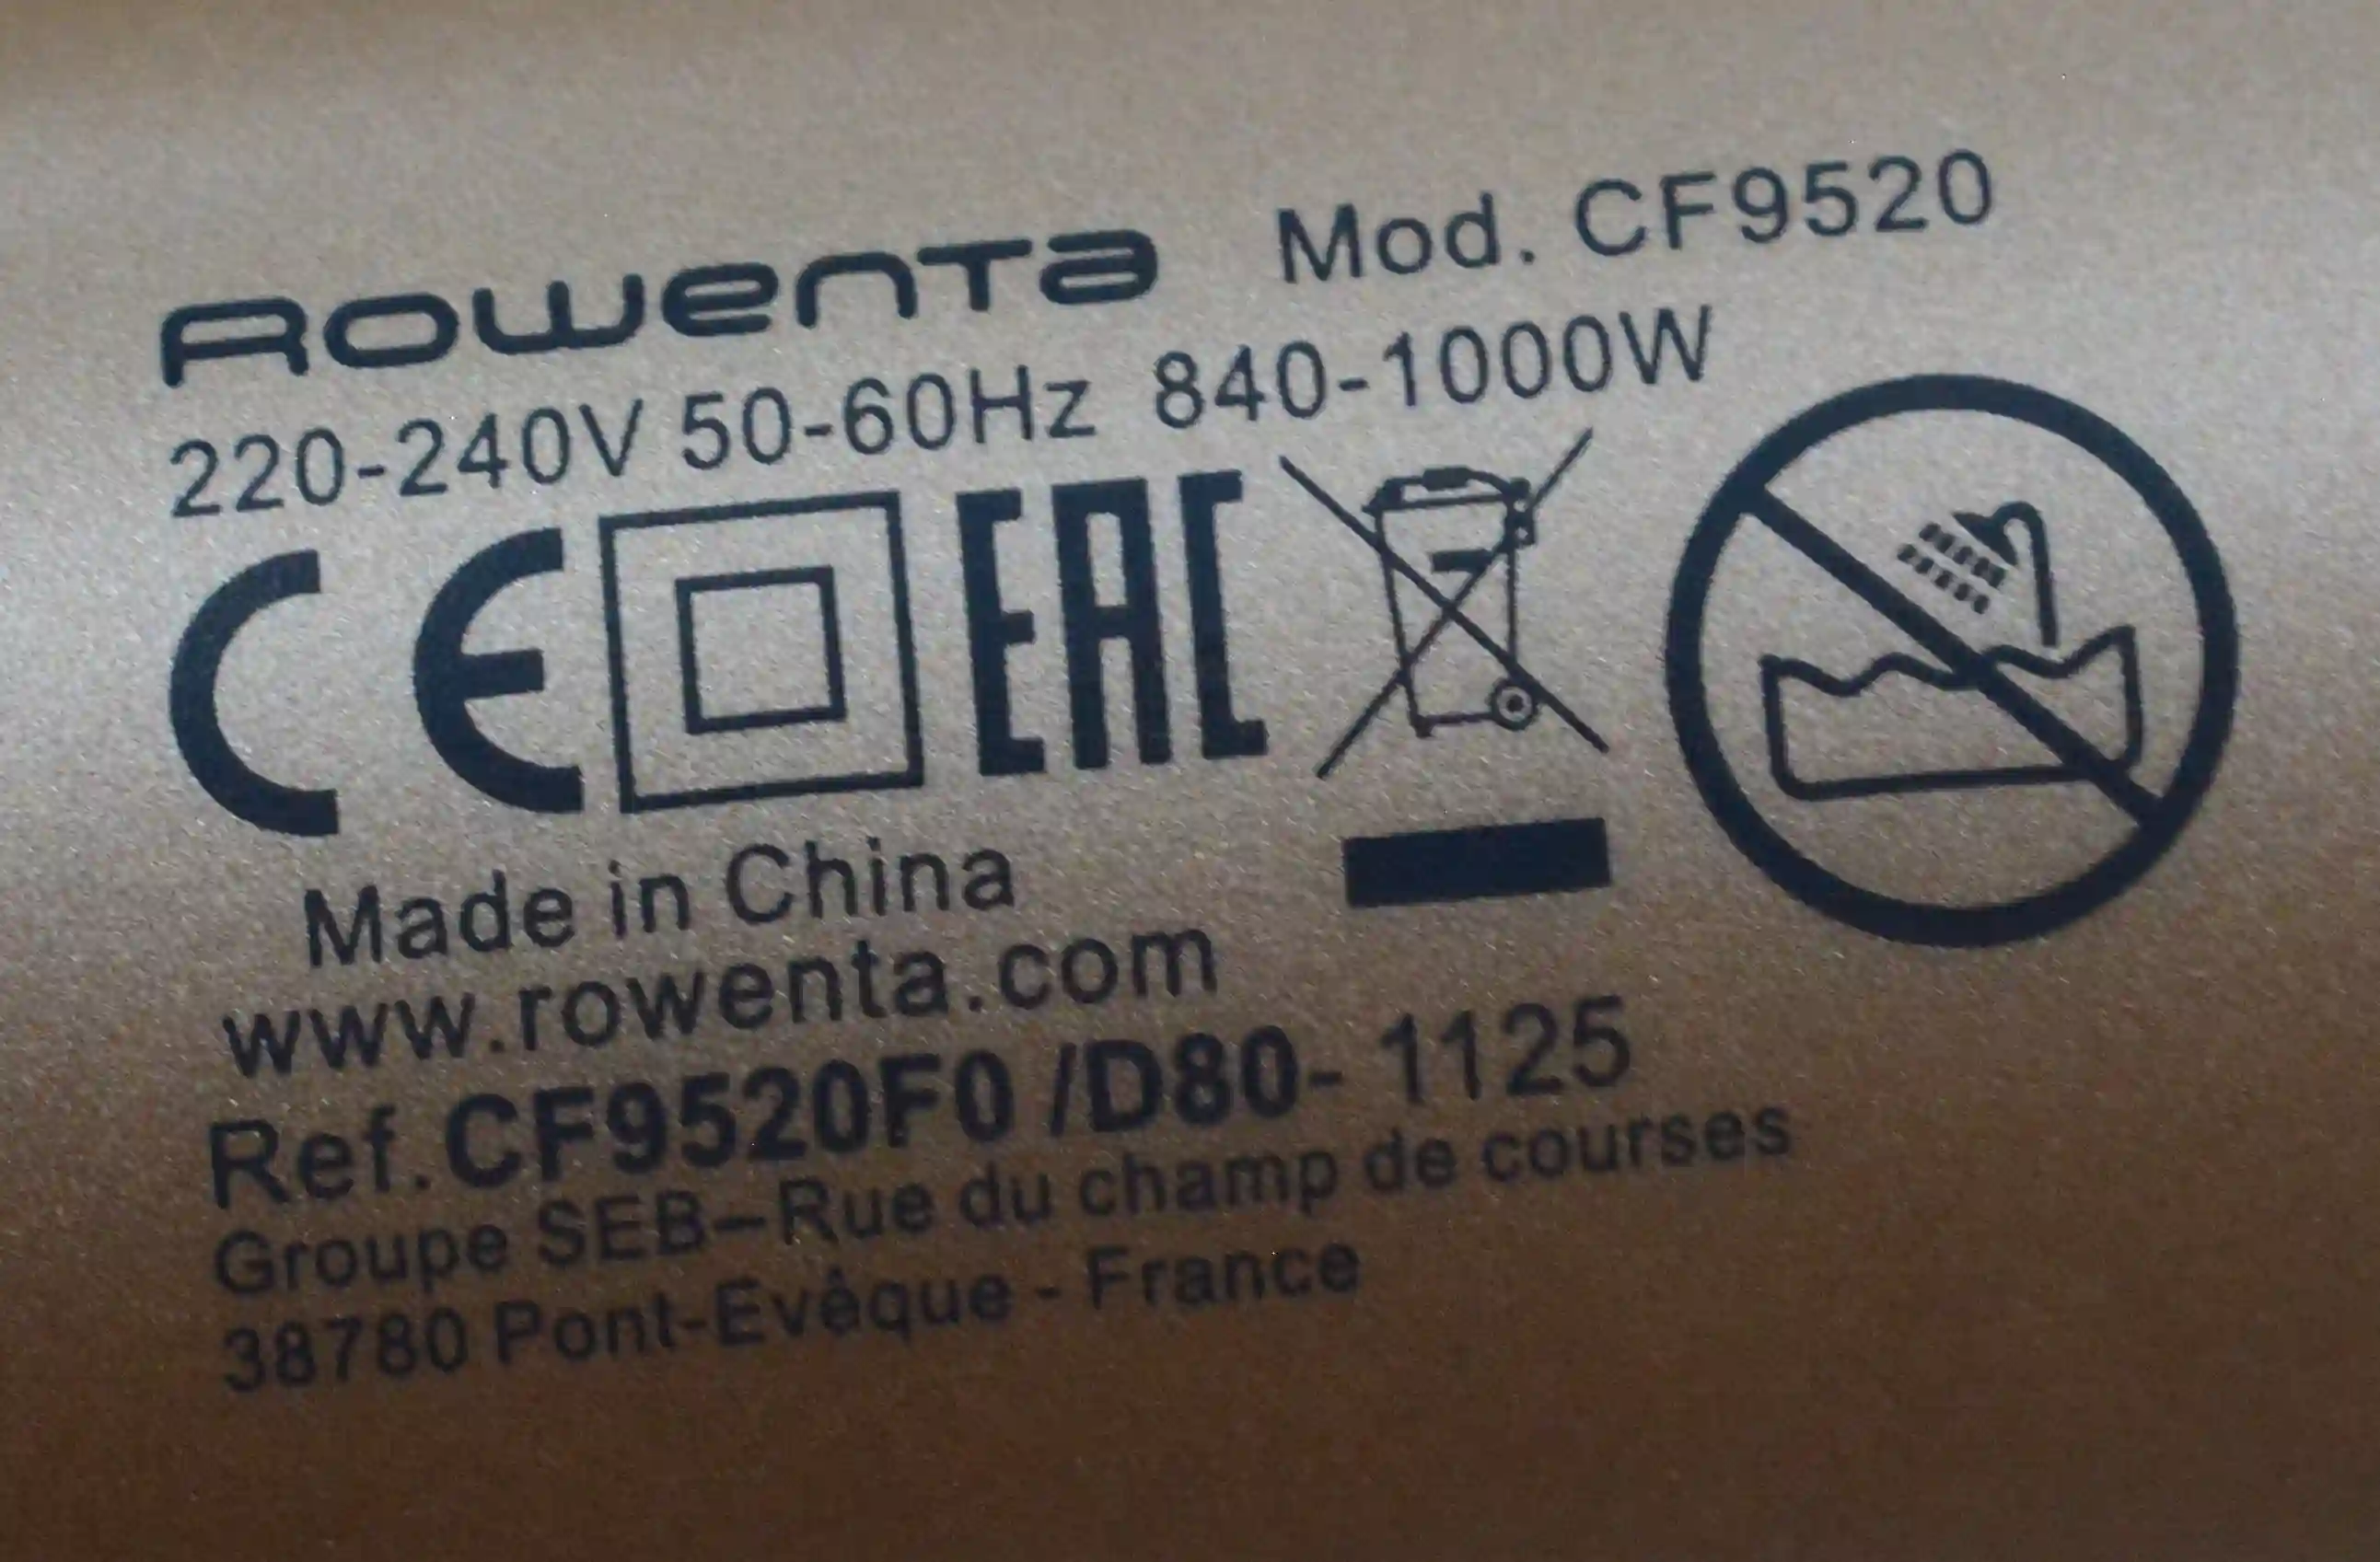 Rowenta Mod. CF9520
220-240V 50-60Hz 840-1000W
CE EAC
Made in China
www.rowenta.com
Ref.CF9520F0 /D80- 1125
Groupe SEB–Rue du champ de courses
38780 Pont-Evêque - France